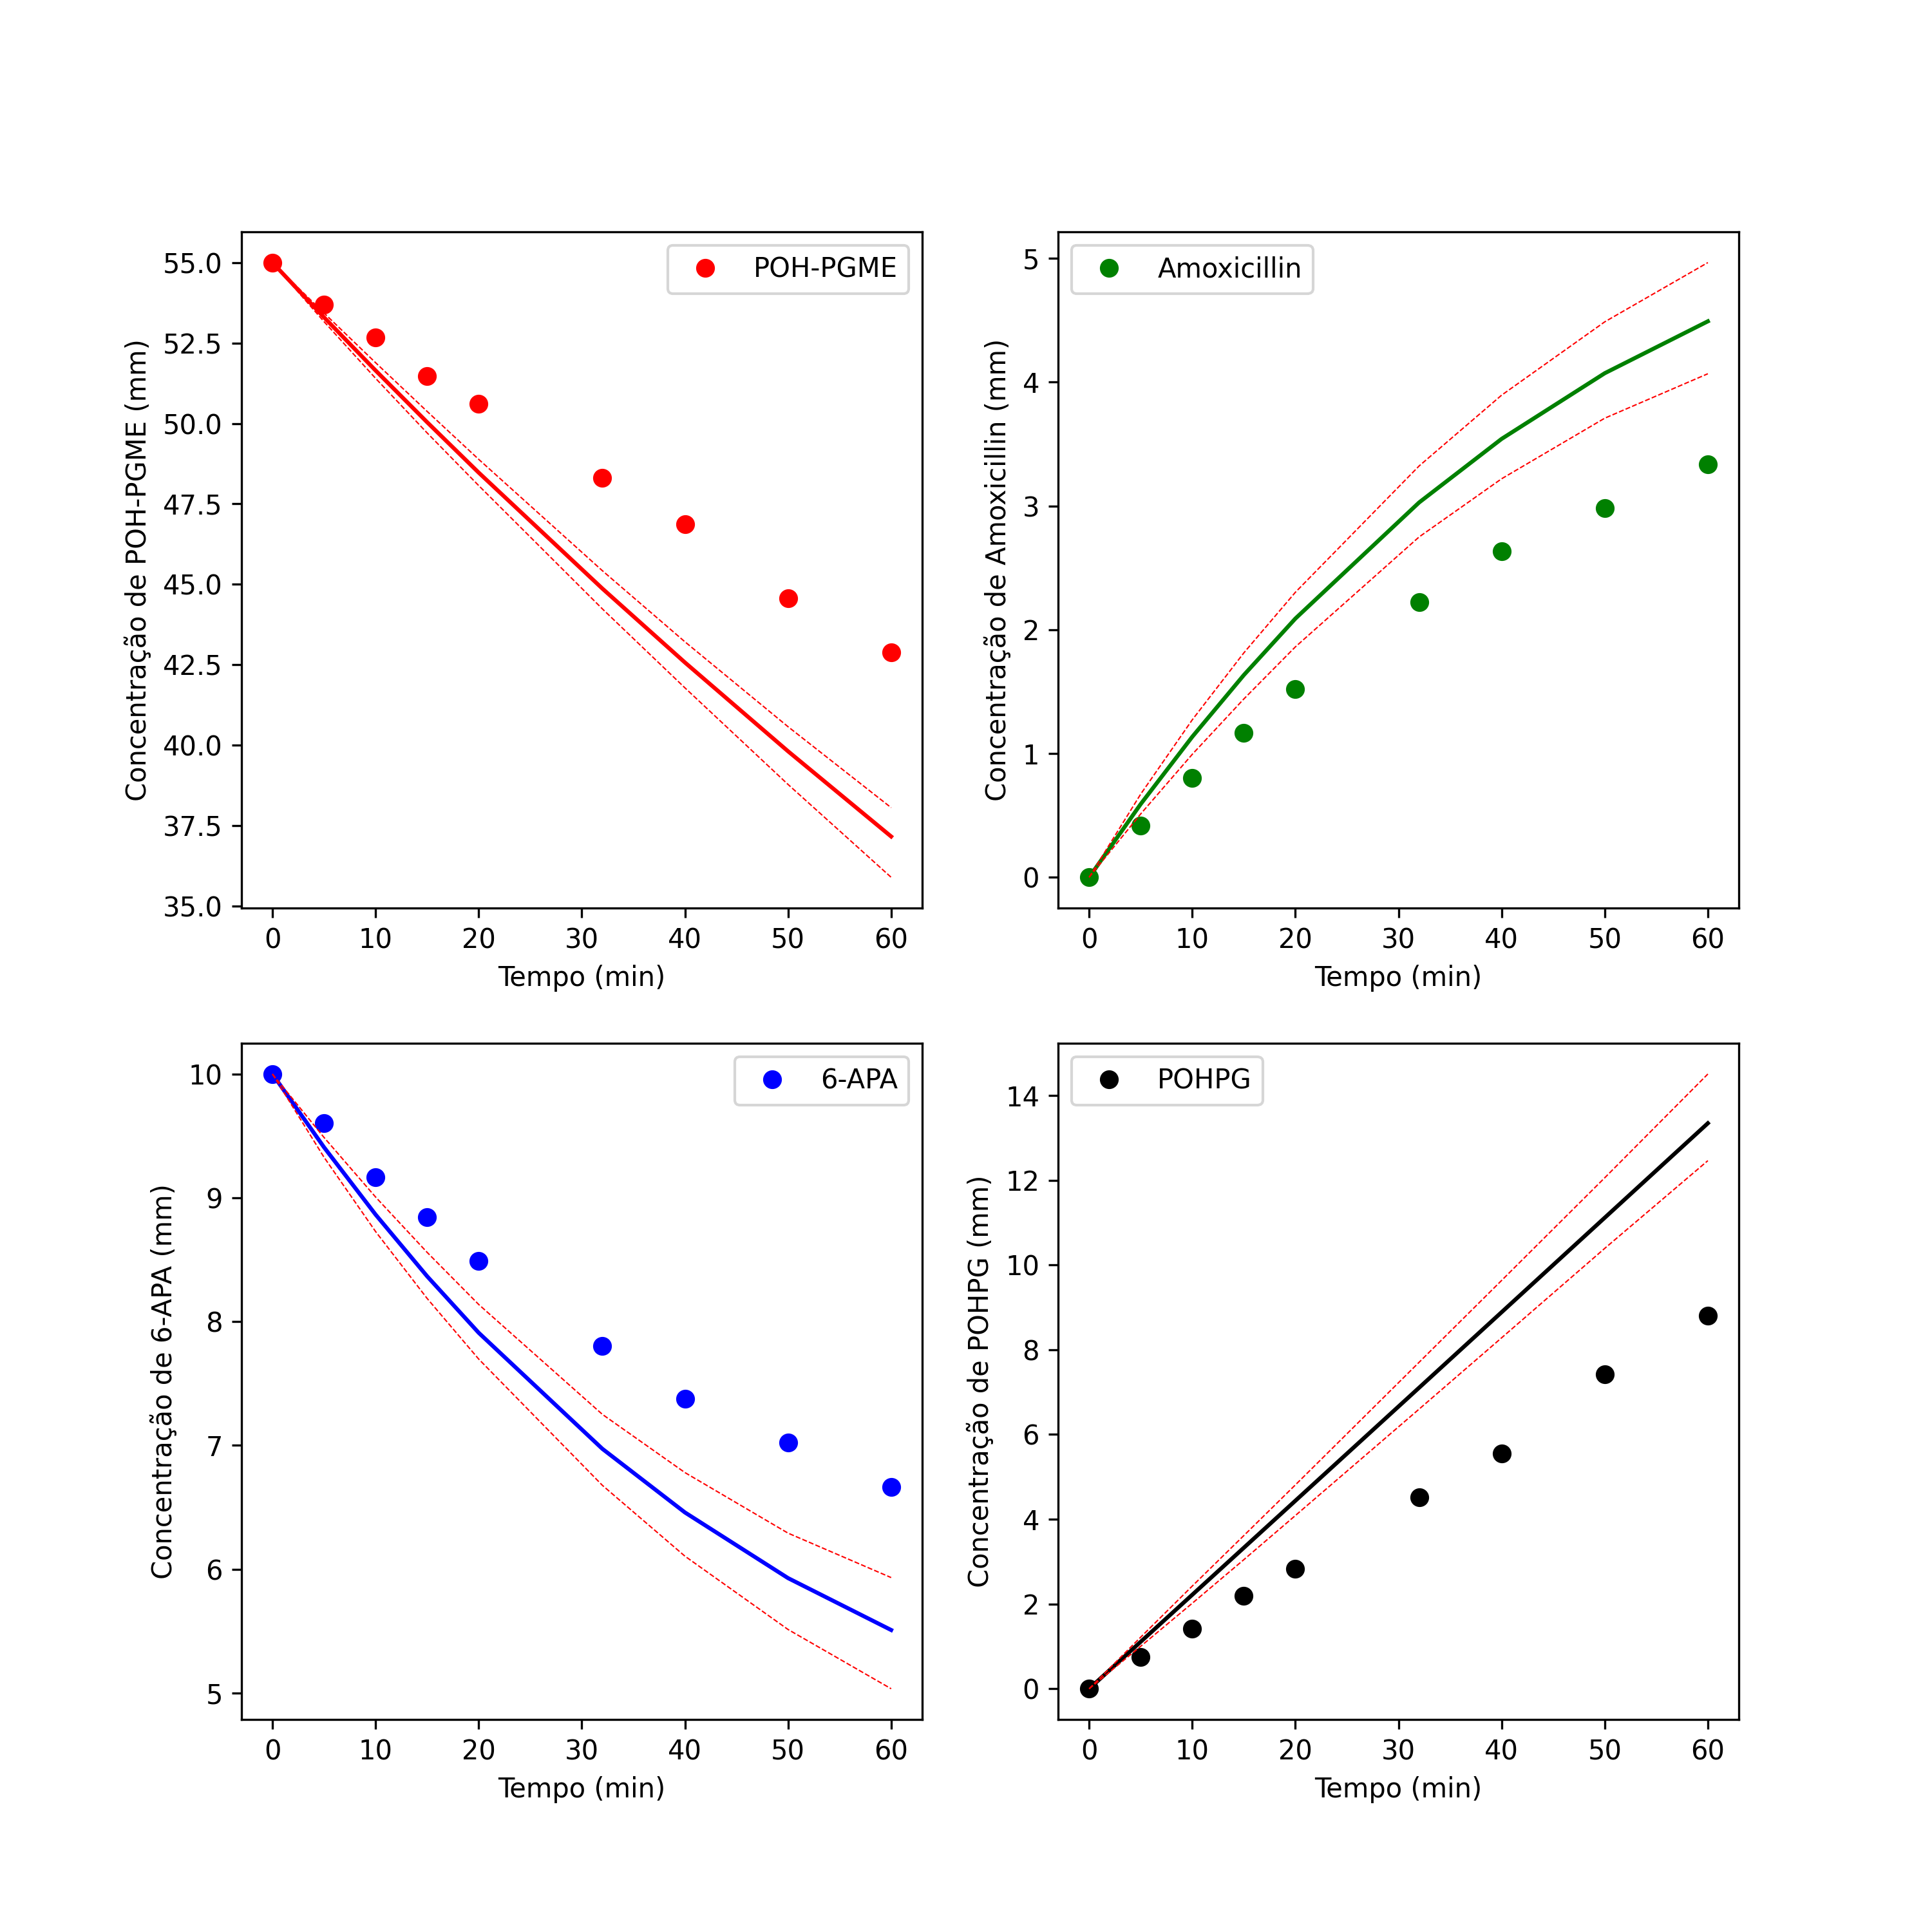 POH-PGME
Concentração de POH-PGME (mm)
55.0
52.5
50.0
47.5
45.0
42.5
40.0
37.5
35.0
0 10 20 30 40 50 60
Tempo (min)
Amoxicillin
Concentração de Amoxicillin (mm)
5
4
3
2
1
0
0 10 20 30 40 50 60
Tempo (min)
6-APA
Concentração de 6-APA (mm)
10
9
8
7
6
5
0 10 20 30 40 50 60
Tempo (min)
POHPG
Concentração de POHPG (mm)
14
12
10
8
6
4
2
0
0 10 20 30 40 50 60
Tempo (min)